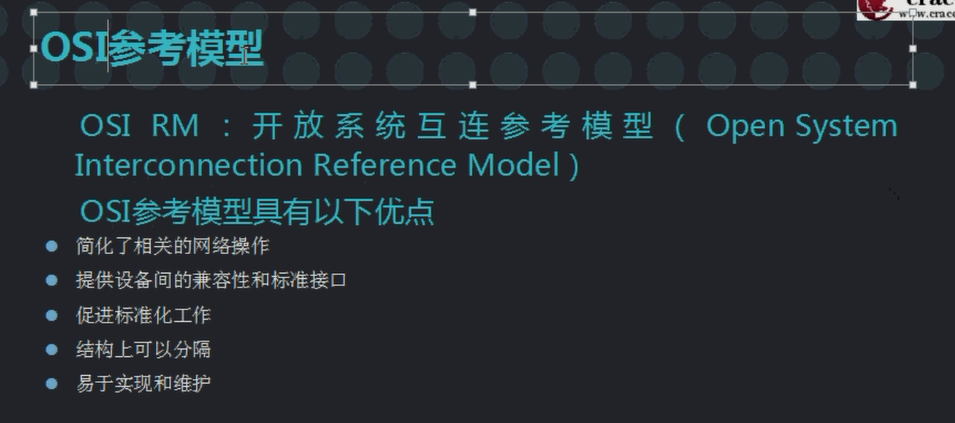 OSI参考模型
OSI RM：开放系统互连参考模型（Open System
Interconnection Reference Model）
OSI参考模型具有以下优点
简化了相关的网络操作
提供设备间的兼容性和标准接口
促进标准化工作
结构上可以分隔
易于实现和维护